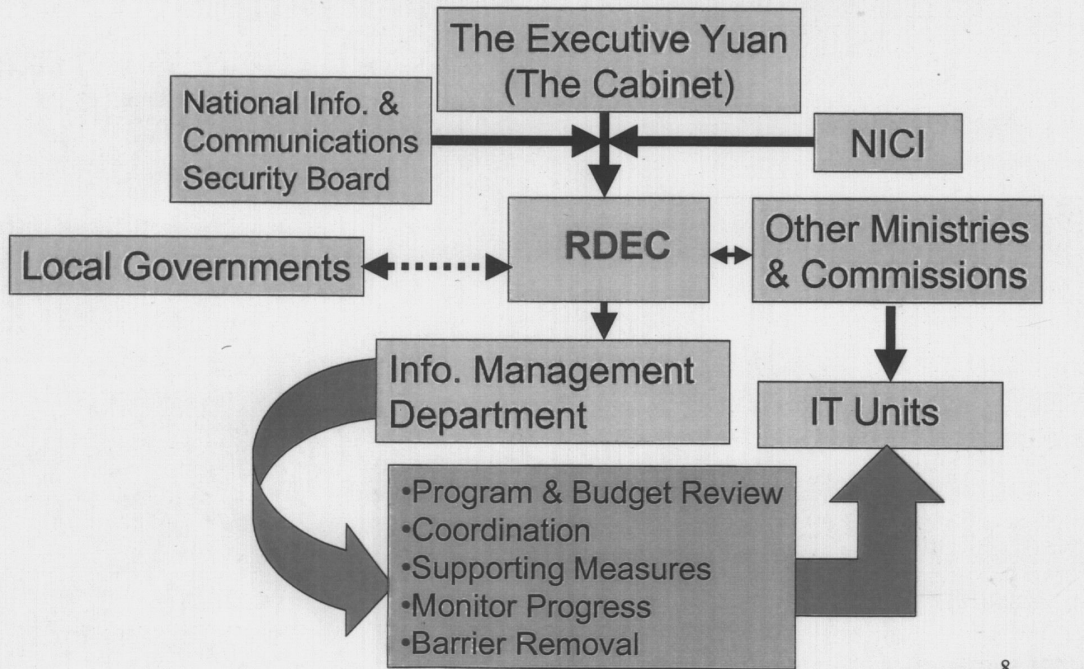 The Executive Yuan
(The Cabinet)
National Info. &
Communications
Security Board
NICI
RDEC
Other Ministries
& Commissions
Local Governments
Info. Management
Department
IT Units
•Program & Budget Review
•Coordination
•Supporting Measures
•Monitor Progress
•Barrier Removal
8